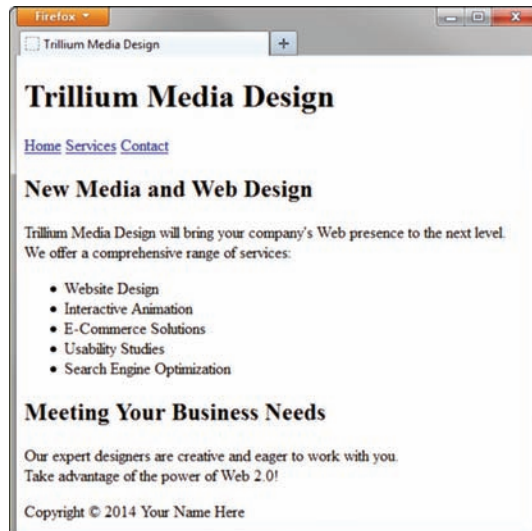 Firefox
Trillium Media Design
Trillium Media Design
Home Services Contact
New Media and Web Design
Trillium Media Design will bring your company's Web presence to the next level.
We offer a comprehensive range of services:
Website Design
Interactive Animation
E-Commerce Solutions
Usability Studies
Search Engine Optimization
Meeting Your Business Needs
Our expert designers are creative and eager to work with you.
Take advantage of the power of Web 2.0!
Copyright © 2014 Your Name Here